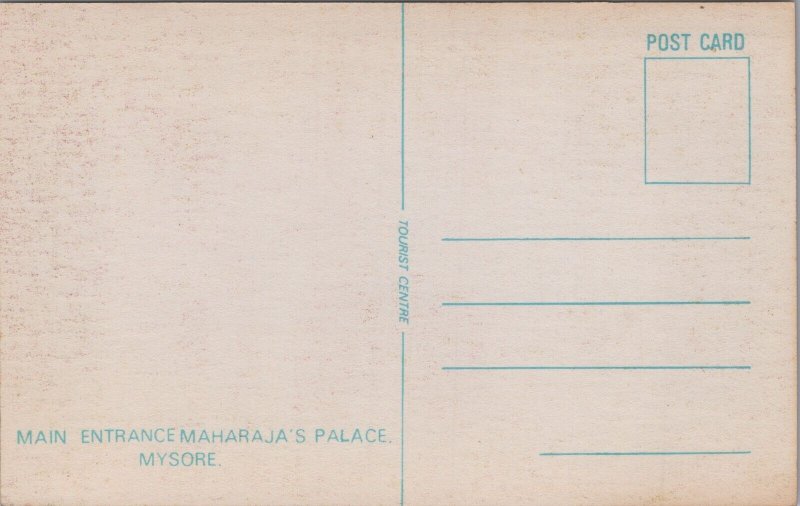 POST CARD
TOURIST CENTRE
MAIN ENTRANCE MAHARAJA'S PALACE.
MYSORE.